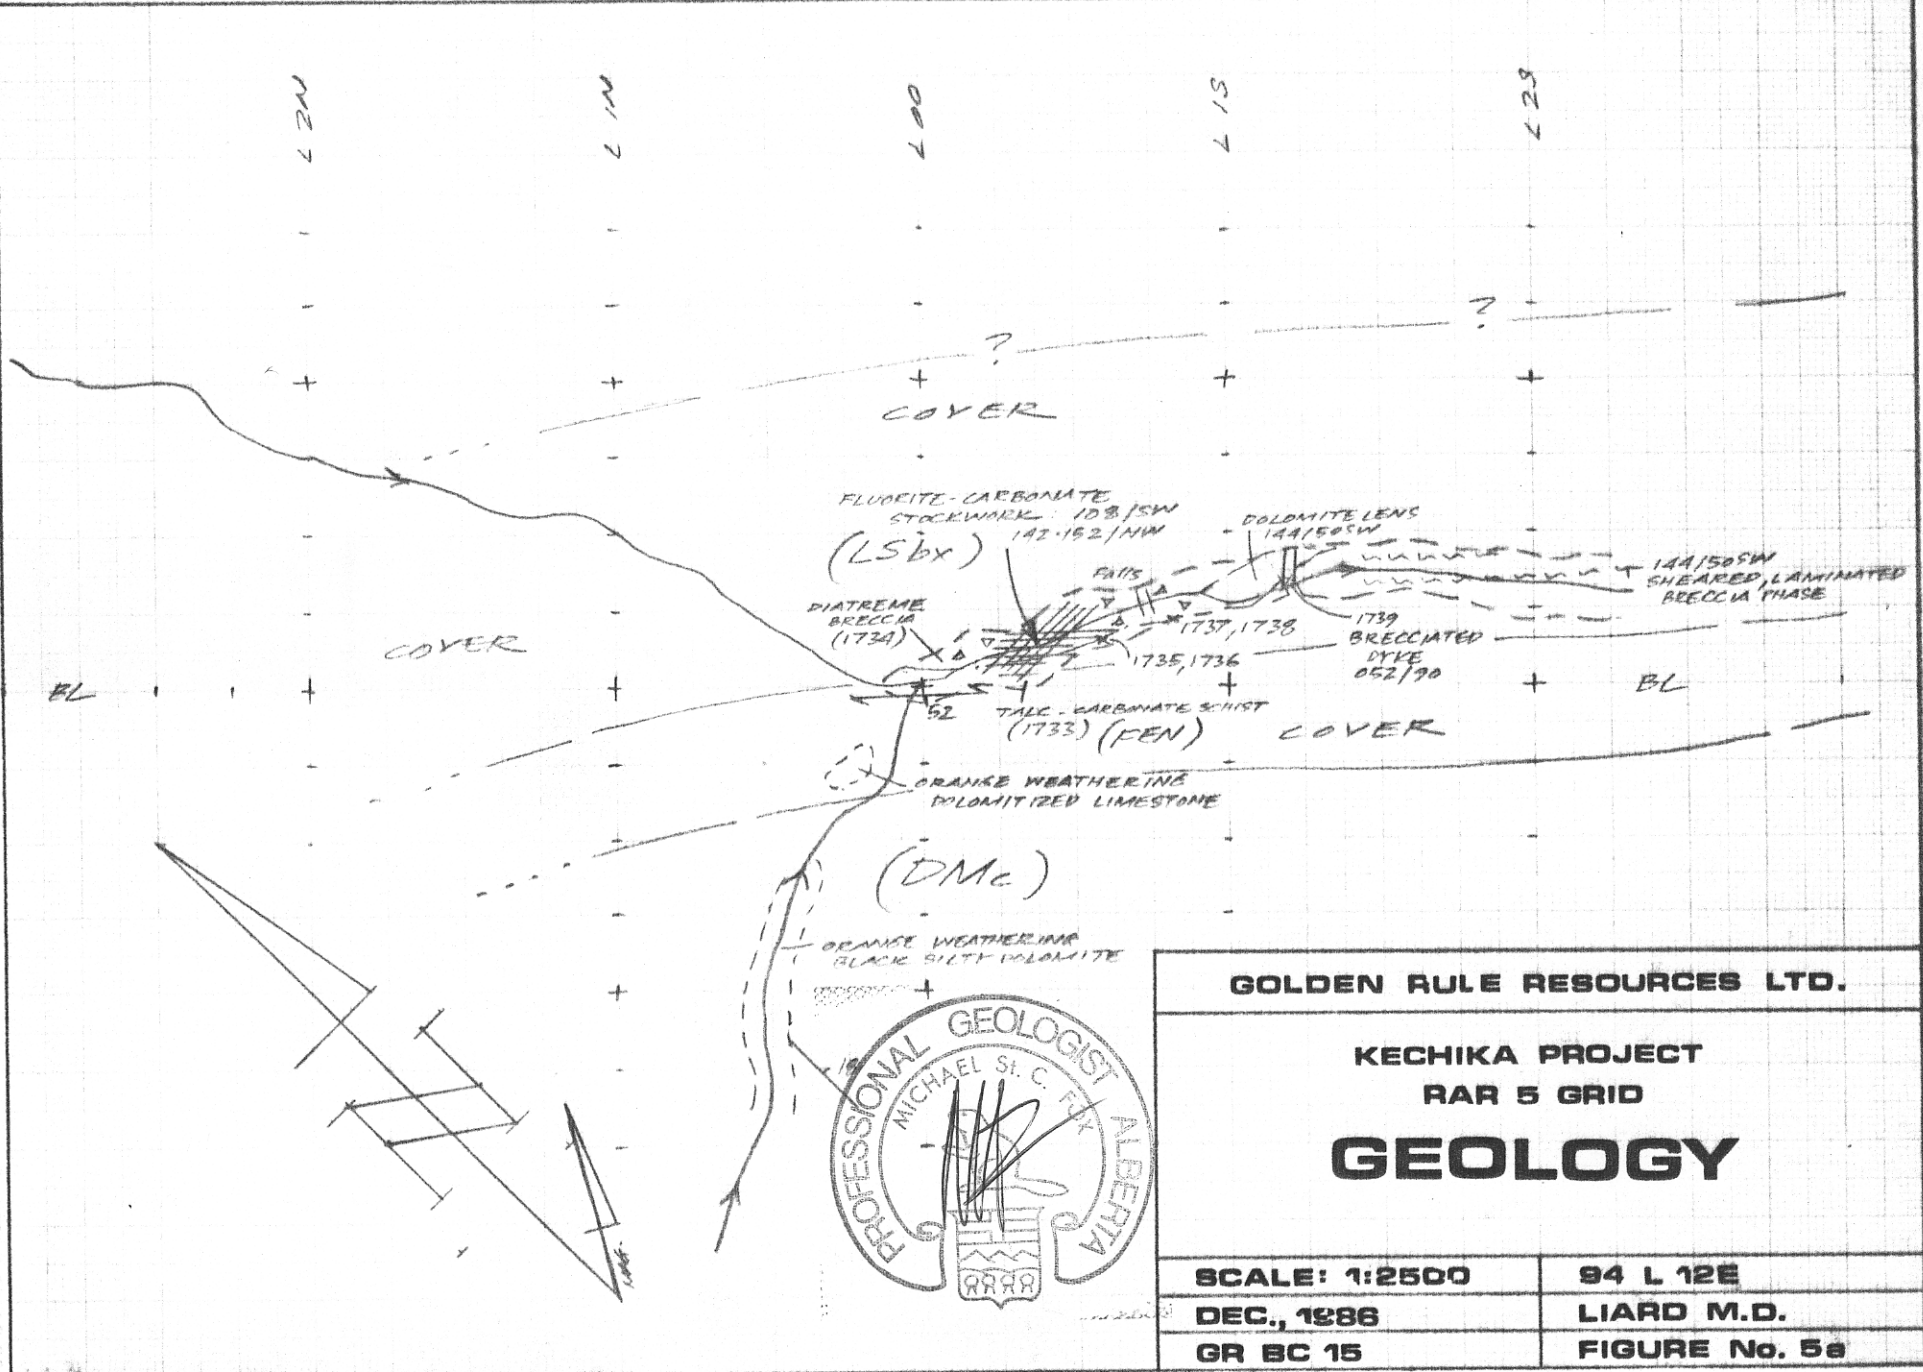 L 2N
L 1N
L 00
L 1S
L 2S
?
?
COVER
FLUORITE-CARBONATE
STOCKWORK: 108/SW
142-152/NW
(LSbx)
DOLOMITE LENS
144/50SW
Falls
144/50SW
SHEARED, LAMINATED
BRECCIA PHASE
DIATREME
BRECCIA
(1734)
COVER
1737, 1738
1735, 1736
1739
BRECCIATED
DYKE
052/90
BL
BL
52
TALC-CARBONATE SCHIST
(1733) (FEN)
COVER
ORANGE WEATHERING
DOLOMITIZED LIMESTONE
(DMc)
ORANGE WEATHERING
BLACK SILTY DOLOMITE
PROFESSIONAL GEOLOGIST ALBERTA
MICHAEL St. C. FOX
GOLDEN RULE RESOURCES LTD.
KECHIKA PROJECT
RAR 5 GRID
GEOLOGY
SCALE: 1:2500
94 L 12E
DEC., 1986
LIARD M.D.
GR BC 15
FIGURE No. 5a